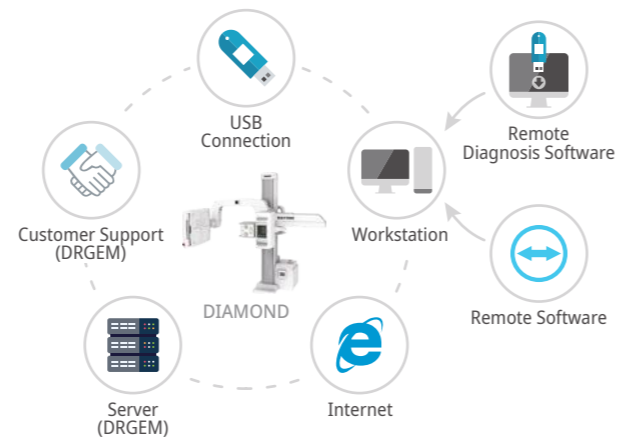 USB
Connection
Remote
Diagnosis Software
Customer Support
(DRGEM)
Workstation
DIAMOND
Remote Software
Server
(DRGEM)
Internet